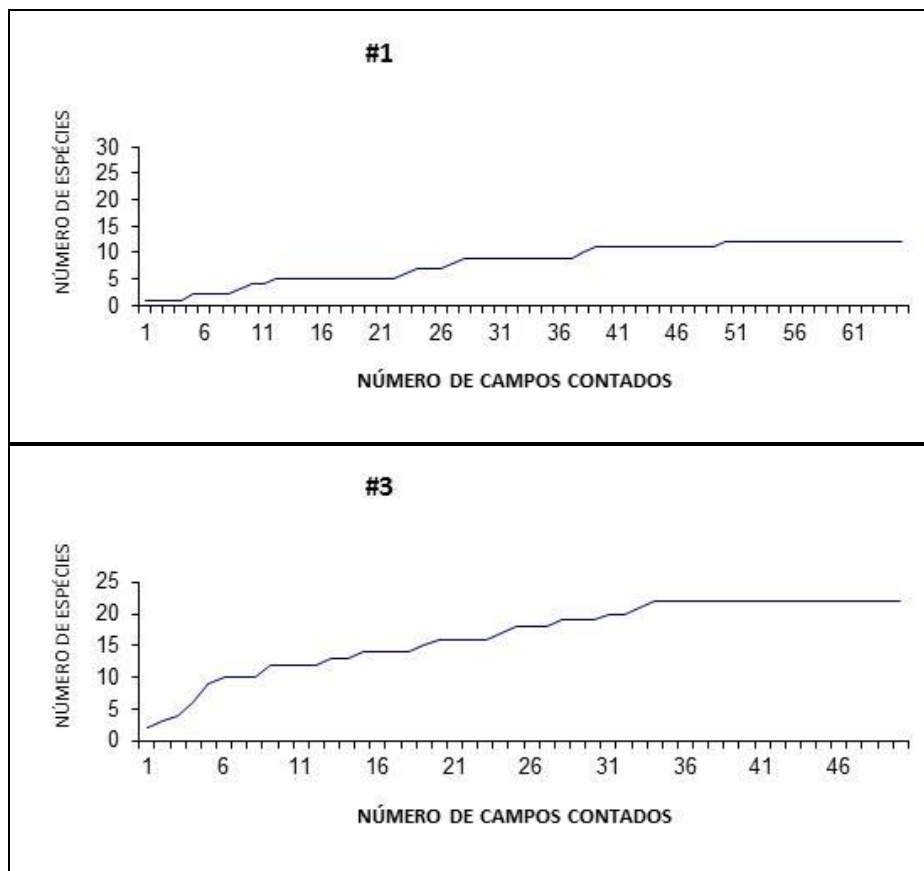 #1
NÚMERO DE ESPÉCIES
30
25
20
15
10
5
0
1 6 11 16 21 26 31 36 41 46 51 56 61
NÚMERO DE CAMPOS CONTADOS
#3
NÚMERO DE ESPÉCIES
25
20
15
10
5
0
1 6 11 16 21 26 31 36 41 46
NÚMERO DE CAMPOS CONTADOS